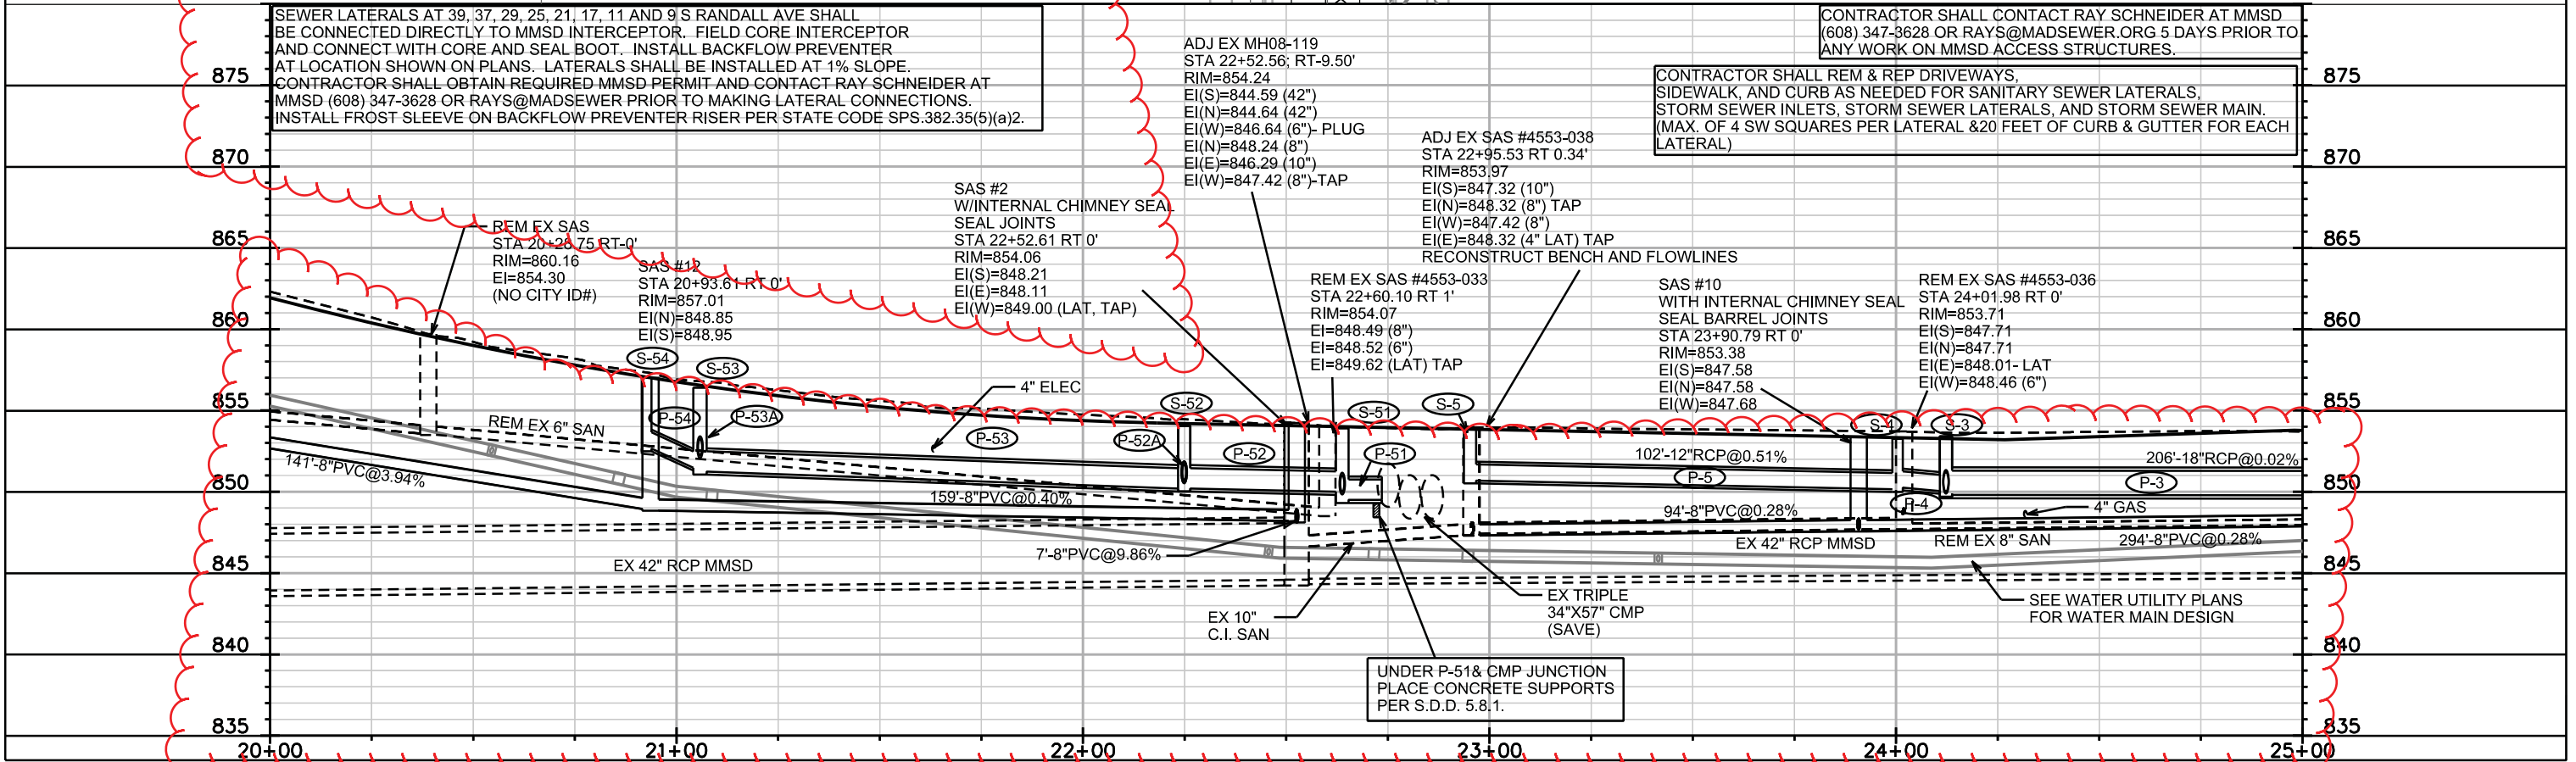 SEWER LATERALS AT 39, 37, 29, 25, 21, 17, 11 AND 9 S RANDALL AVE SHALL
BE CONNECTED DIRECTLY TO MMSD INTERCEPTOR. FIELD CORE INTERCEPTOR
AND CONNECT WITH CORE AND SEAL BOOT. INSTALL BACKFLOW PREVENTER
AT LOCATION SHOWN ON PLANS. LATERALS SHALL BE INSTALLED AT 1% SLOPE.
CONTRACTOR SHALL OBTAIN REQUIRED MMSD PERMIT AND CONTACT RAY SCHNEIDER AT
MMSD (608) 347-3628 OR RAYS@MADSEWER PRIOR TO MAKING LATERAL CONNECTIONS.
INSTALL FROST SLEEVE ON BACKFLOW PREVENTER RISER PER STATE CODE SPS.382.35(5)(a)2.
CONTRACTOR SHALL CONTACT RAY SCHNEIDER AT MMSD
(608) 347-3628 OR RAYS@MADSEWER.ORG 5 DAYS PRIOR TO
ANY WORK ON MMSD ACCESS STRUCTURES.
CONTRACTOR SHALL REM & REP DRIVEWAYS,
SIDEWALK, AND CURB AS NEEDED FOR SANITARY SEWER LATERALS,
STORM SEWER INLETS, STORM SEWER LATERALS, AND STORM SEWER MAIN.
(MAX. OF 4 SW SQUARES PER LATERAL &20 FEET OF CURB & GUTTER FOR EACH
LATERAL)
875
870
865
860
855
850
845
840
835
REM EX SAS
STA 20+26.75 RT-0'
RIM=860.16
EI=854.30
(NO CITY ID#)
SAS #12
STA 20+93.61 RT 0'
RIM=857.01
EI(N)=848.85
EI(S)=848.95
SAS #2
W/INTERNAL CHIMNEY SEAL
SEAL JOINTS
STA 22+52.61 RT 0'
RIM=854.06
EI(S)=848.21
EI(E)=848.11
EI(W)=849.00 (LAT, TAP)
ADJ EX MH08-119
STA 22+52.56; RT-9.50'
RIM=854.24
EI(S)=844.59 (42")
EI(N)=844.64 (42")
EI(W)=846.64 (6")- PLUG
EI(N)=848.24 (8")
EI(E)=846.29 (10")
EI(W)=847.42 (8")-TAP
REM EX SAS #4553-033
STA 22+60.10 RT 1'
RIM=854.07
EI=848.49 (8")
EI=848.52 (6")
EI=849.62 (LAT) TAP
ADJ EX SAS #4553-038
STA 22+95.53 RT 0.34'
RIM=853.97
EI(S)=847.32 (10")
EI(N)=848.32 (8") TAP
EI(W)=847.42 (8")
EI(E)=848.32 (4" LAT) TAP
RECONSTRUCT BENCH AND FLOWLINES
SAS #10
WITH INTERNAL CHIMNEY SEAL
SEAL BARREL JOINTS
STA 23+90.79 RT 0'
RIM=853.38
EI(S)=847.58
EI(N)=847.58
EI(W)=847.68
REM EX SAS #4553-036
STA 24+01.98 RT 0'
RIM=853.71
EI(S)=847.71
EI(N)=847.71
EI(E)=848.01- LAT
EI(W)=848.46 (6")
875
870
865
860
855
850
845
840
835
S-54
S-53
P-54
P-53A
4" ELEC
P-53
S-52
P-52A
P-52
S-51
P-51
S-5
S-4
S-3
P-5
P-4
P-3
REM EX 6" SAN
141'-8"PVC@3.94%
159'-8"PVC@0.40%
7'-8"PVC@9.86%
102'-12"RCP@0.51%
94'-8"PVC@0.28%
206'-18"RCP@0.02%
4" GAS
294'-8"PVC@0.28%
EX 42" RCP MMSD
EX 42" RCP MMSD
REM EX 8" SAN
EX 10"
C.I. SAN
EX TRIPLE
34"X57" CMP
(SAVE)
SEE WATER UTILITY PLANS
FOR WATER MAIN DESIGN
UNDER P-51& CMP JUNCTION
PLACE CONCRETE SUPPORTS
PER S.D.D. 5.8.1.
20+00
21+00
22+00
23+00
24+00
25+00